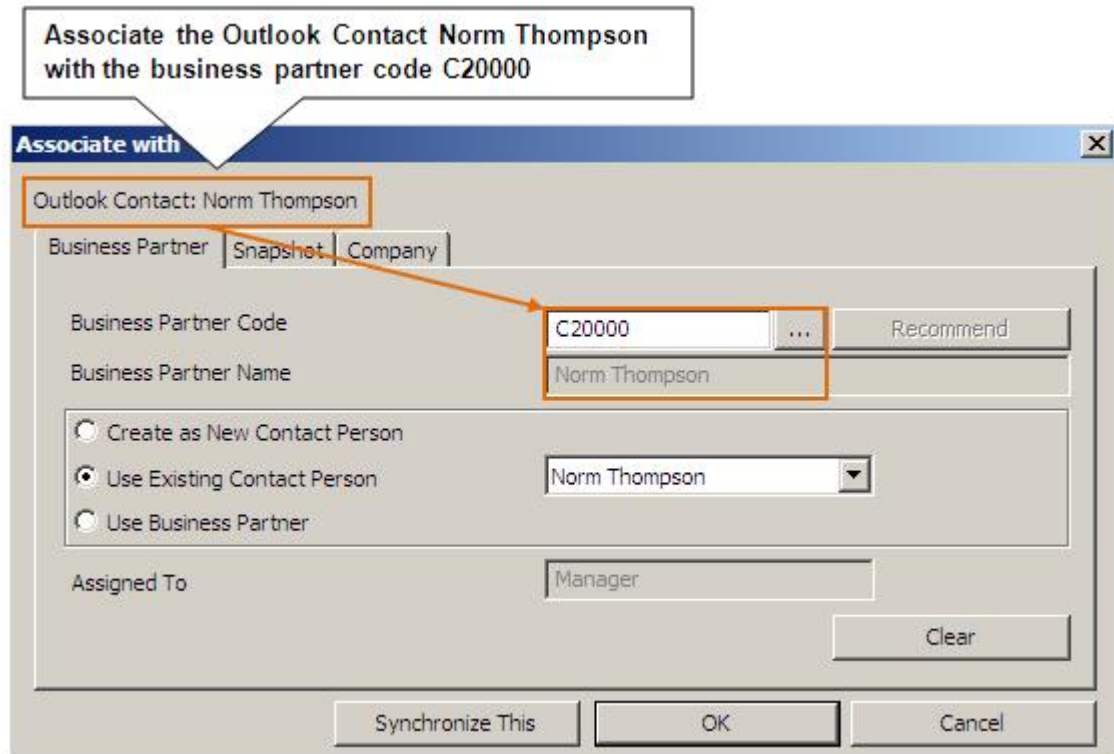 Associate the Outlook Contact Norm Thompson
with the business partner code C20000
Associate with
Outlook Contact: Norm Thompson
Business Partner Snapshot Company
Business Partner Code C20000 ... Recommend
Business Partner Name Norm Thompson
Create as New Contact Person
Use Existing Contact Person Norm Thompson
Use Business Partner
Assigned To Manager
Clear
Synchronize This OK Cancel